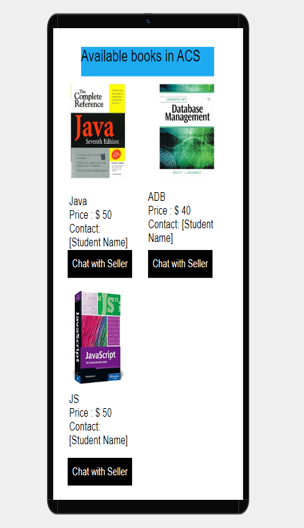 Available books in ACS
The
Complete
Reference
Java
Seventh Edition
Database
Management
Java
Price : $ 50
Contact:
[Student Name]
Chat with Seller
ADB
Price : $ 40
Contact: [Student
Name]
Chat with Seller
JS
JavaScript
JavaScript
JS
Price : $ 50
Contact:
[Student Name]
Chat with Seller